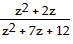 z² + 2z
z² + 7z + 12